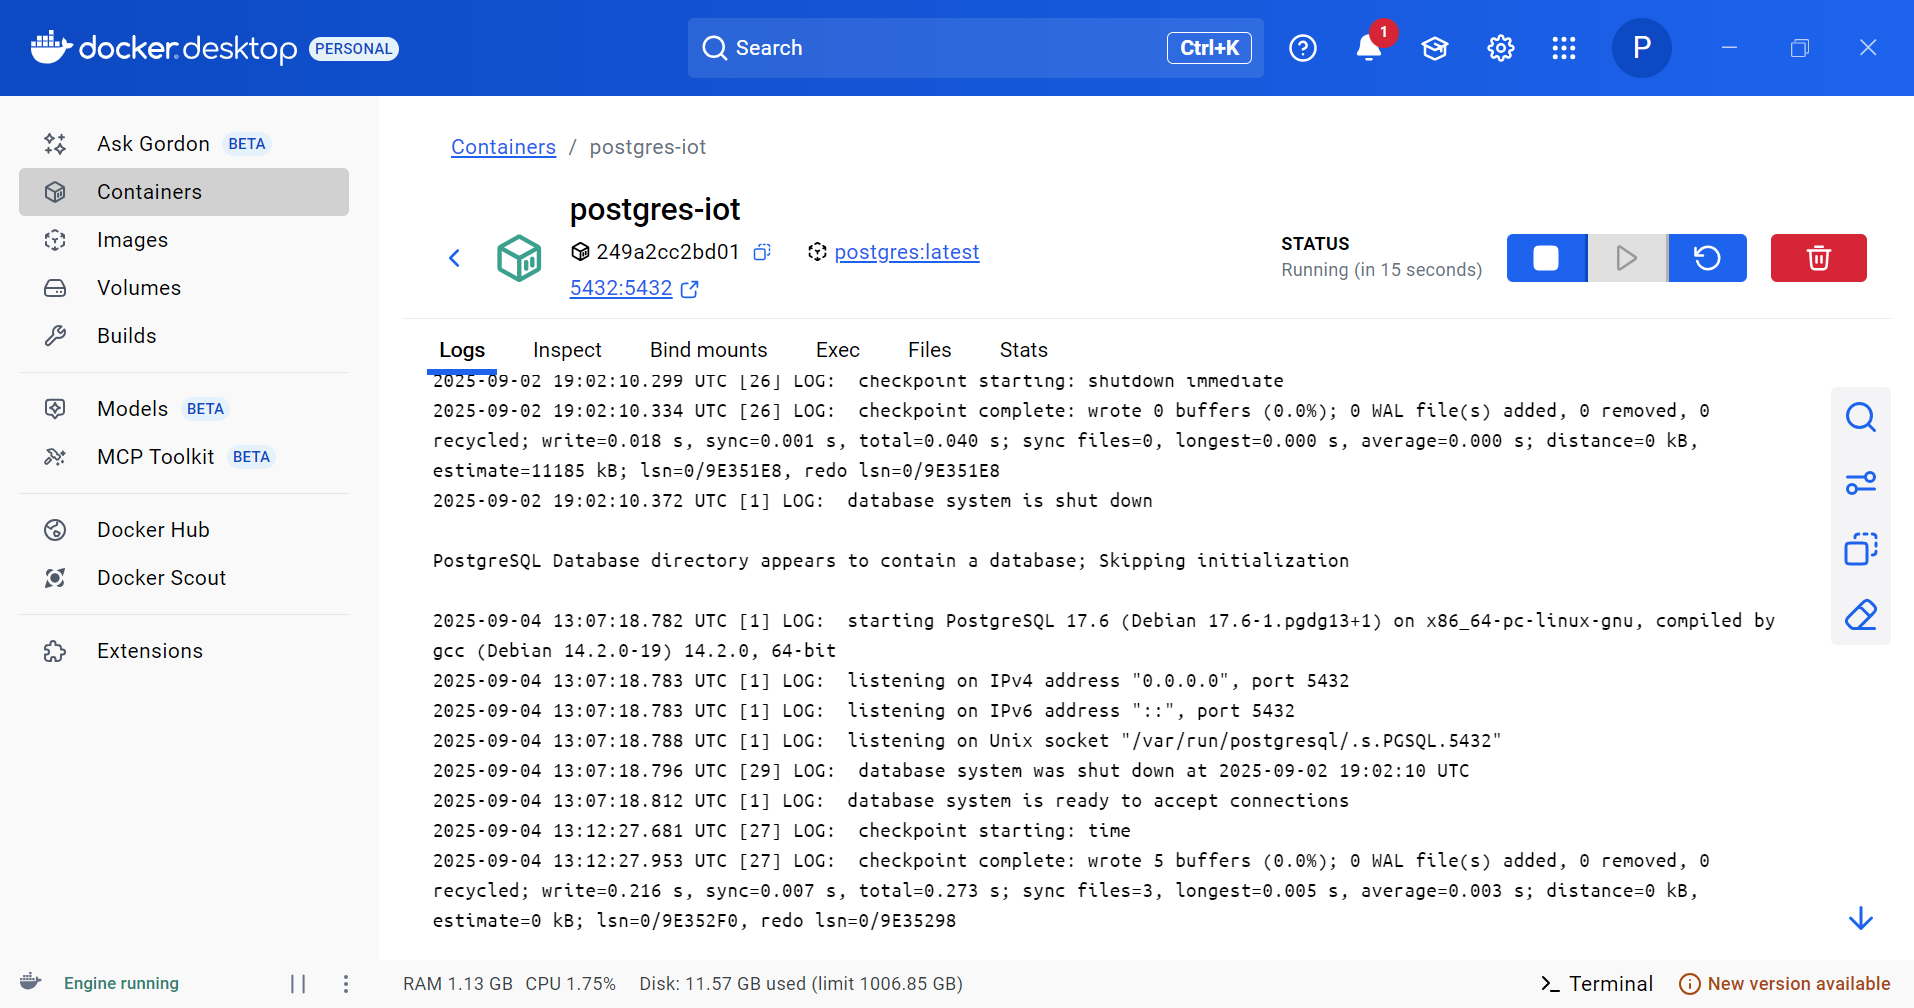 docker.desktop PERSONAL
Search Ctrl+K
1
P
Ask Gordon BETA
Containers
Images
Volumes
Builds
Models BETA
MCP Toolkit BETA
Docker Hub
Docker Scout
Extensions
Containers / postgres-iot
postgres-iot
249a2cc2bd01 postgres:latest
5432:5432
STATUS
Running (in 15 seconds)
Logs Inspect Bind mounts Exec Files Stats
2025-09-02 19:02:10.299 UTC [26] LOG:  checkpoint starting: shutdown immediate
2025-09-02 19:02:10.334 UTC [26] LOG:  checkpoint complete: wrote 0 buffers (0.0%); 0 WAL file(s) added, 0 removed, 0
recycled; write=0.018 s, sync=0.001 s, total=0.040 s; sync files=0, longest=0.000 s, average=0.000 s; distance=0 kB,
estimate=11185 kB; lsn=0/9E351E8, redo lsn=0/9E351E8
2025-09-02 19:02:10.372 UTC [1] LOG:  database system is shut down
PostgreSQL Database directory appears to contain a database; Skipping initialization
2025-09-04 13:07:18.782 UTC [1] LOG:  starting PostgreSQL 17.6 (Debian 17.6-1.pgdg13+1) on x86_64-pc-linux-gnu, compiled by
gcc (Debian 14.2.0-19) 14.2.0, 64-bit
2025-09-04 13:07:18.783 UTC [1] LOG:  listening on IPv4 address "0.0.0.0", port 5432
2025-09-04 13:07:18.783 UTC [1] LOG:  listening on IPv6 address "::", port 5432
2025-09-04 13:07:18.788 UTC [1] LOG:  listening on Unix socket "/var/run/postgresql/.s.PGSQL.5432"
2025-09-04 13:07:18.796 UTC [29] LOG:  database system was shut down at 2025-09-02 19:02:10 UTC
2025-09-04 13:07:18.812 UTC [1] LOG:  database system is ready to accept connections
2025-09-04 13:12:27.681 UTC [27] LOG:  checkpoint starting: time
2025-09-04 13:12:27.953 UTC [27] LOG:  checkpoint complete: wrote 5 buffers (0.0%); 0 WAL file(s) added, 0 removed, 0
recycled; write=0.216 s, sync=0.007 s, total=0.273 s; sync files=3, longest=0.005 s, average=0.003 s; distance=0 kB,
estimate=0 kB; lsn=0/9E352F0, redo lsn=0/9E35298
Engine running
RAM 1.13 GB CPU 1.75% Disk: 11.57 GB used (limit 1006.85 GB)
Terminal
New version available